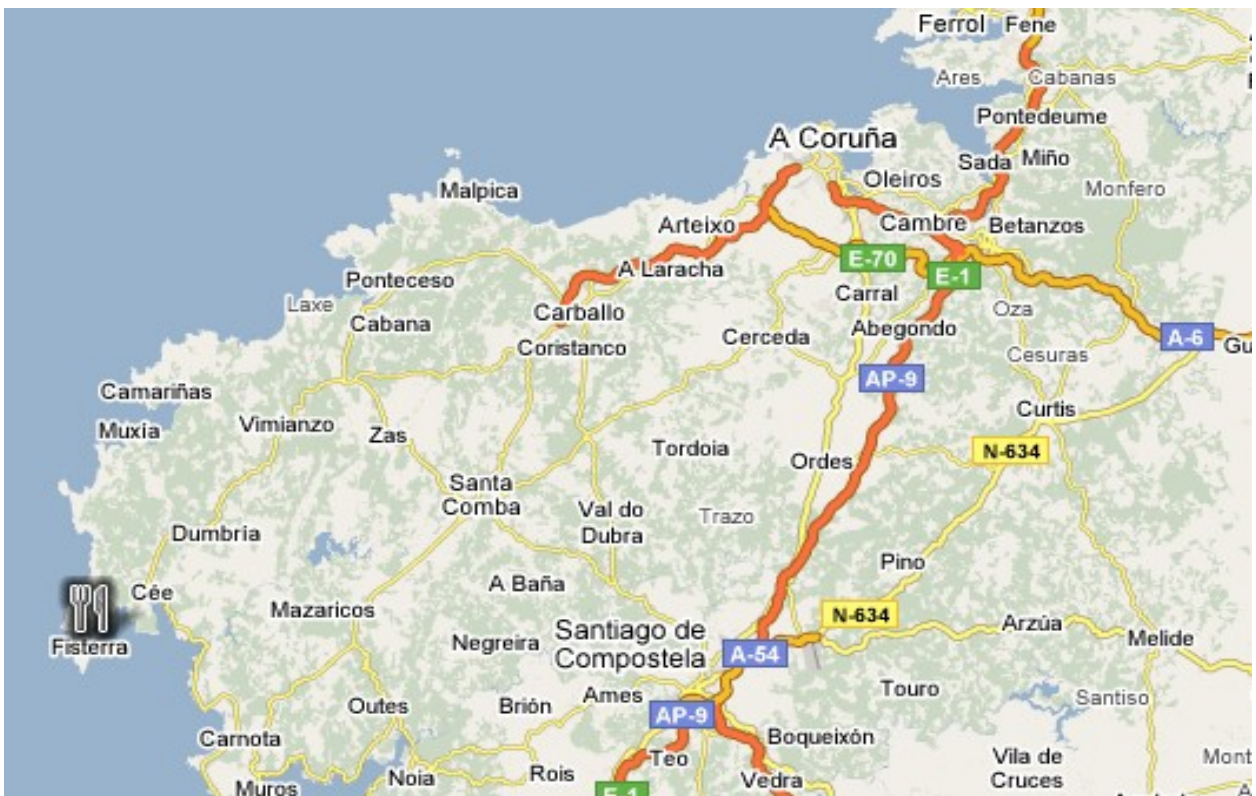 Ferrol Fene
Ares
Cabanas
Pontedeume
A Coruña
Sada Miño
Oleiros
Malpica
Monfero
Arteixo
Cambre
Betanzos
E-70
A Laracha
E-1
Ponteceso
Carral
Laxe
Carballo
Oza
Cabana
Abegondo
Cerceda
A-6
Gu
Coristanco
Cesuras
AP-9
Camariñas
Curtis
Vimianzo
Muxía
Zas
Tordoia
N-634
Ordes
Santa
Comba
Val do
Dubra
Trazo
Dumbría
Pino
A Baña
Cée
Mazaricos
N-634
Arzúa
Santiago de
Compostela
Melide
Negreira
Fisterra
A-54
Touro
Santiso
Ames
Brión
Outes
AP-9
Carnota
Boqueixón
Vila de
Cruces
Teo
Mont
Rois
Noia
Vedra
Muros
E-1